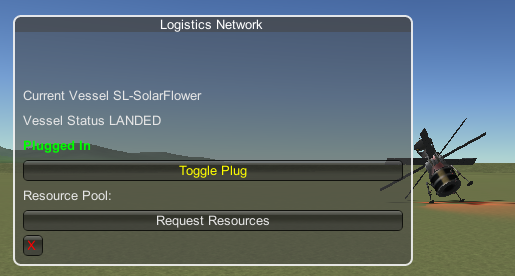 Logistics Network
Current Vessel SL-SolarFlower
Vessel Status LANDED
Plugged In
Toggle Plug
Resource Pool:
Request Resources
X